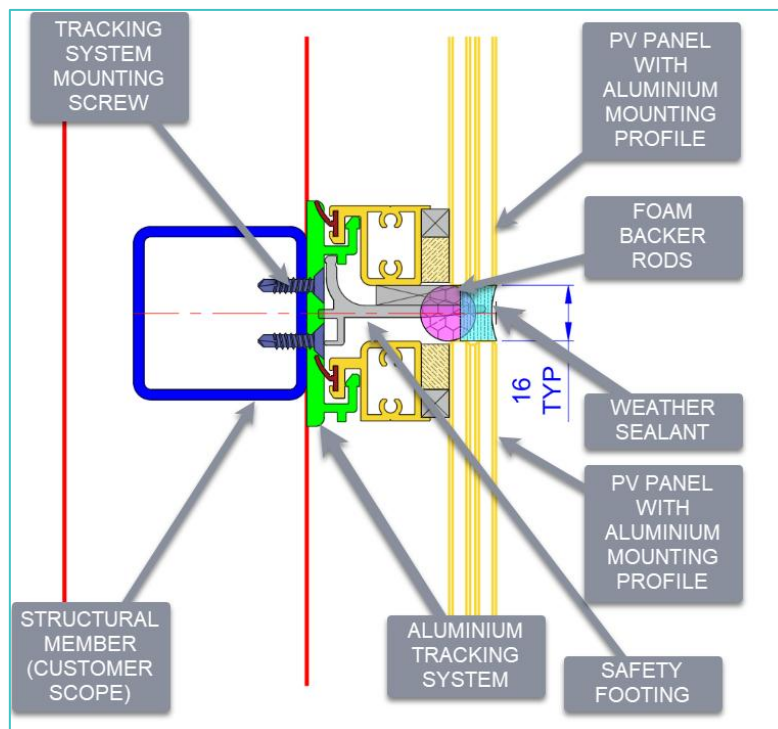 TRACKING
SYSTEM
MOUNTING
SCREW
PV PANEL
WITH
ALUMINIUM
MOUNTING
PROFILE
FOAM
BACKER
RODS
16
TYP
WEATHER
SEALANT
PV PANEL
WITH
ALUMINIUM
MOUNTING
PROFILE
STRUCTURAL
MEMBER
(CUSTOMER
SCOPE)
ALUMINIUM
TRACKING
SYSTEM
SAFETY
FOOTING